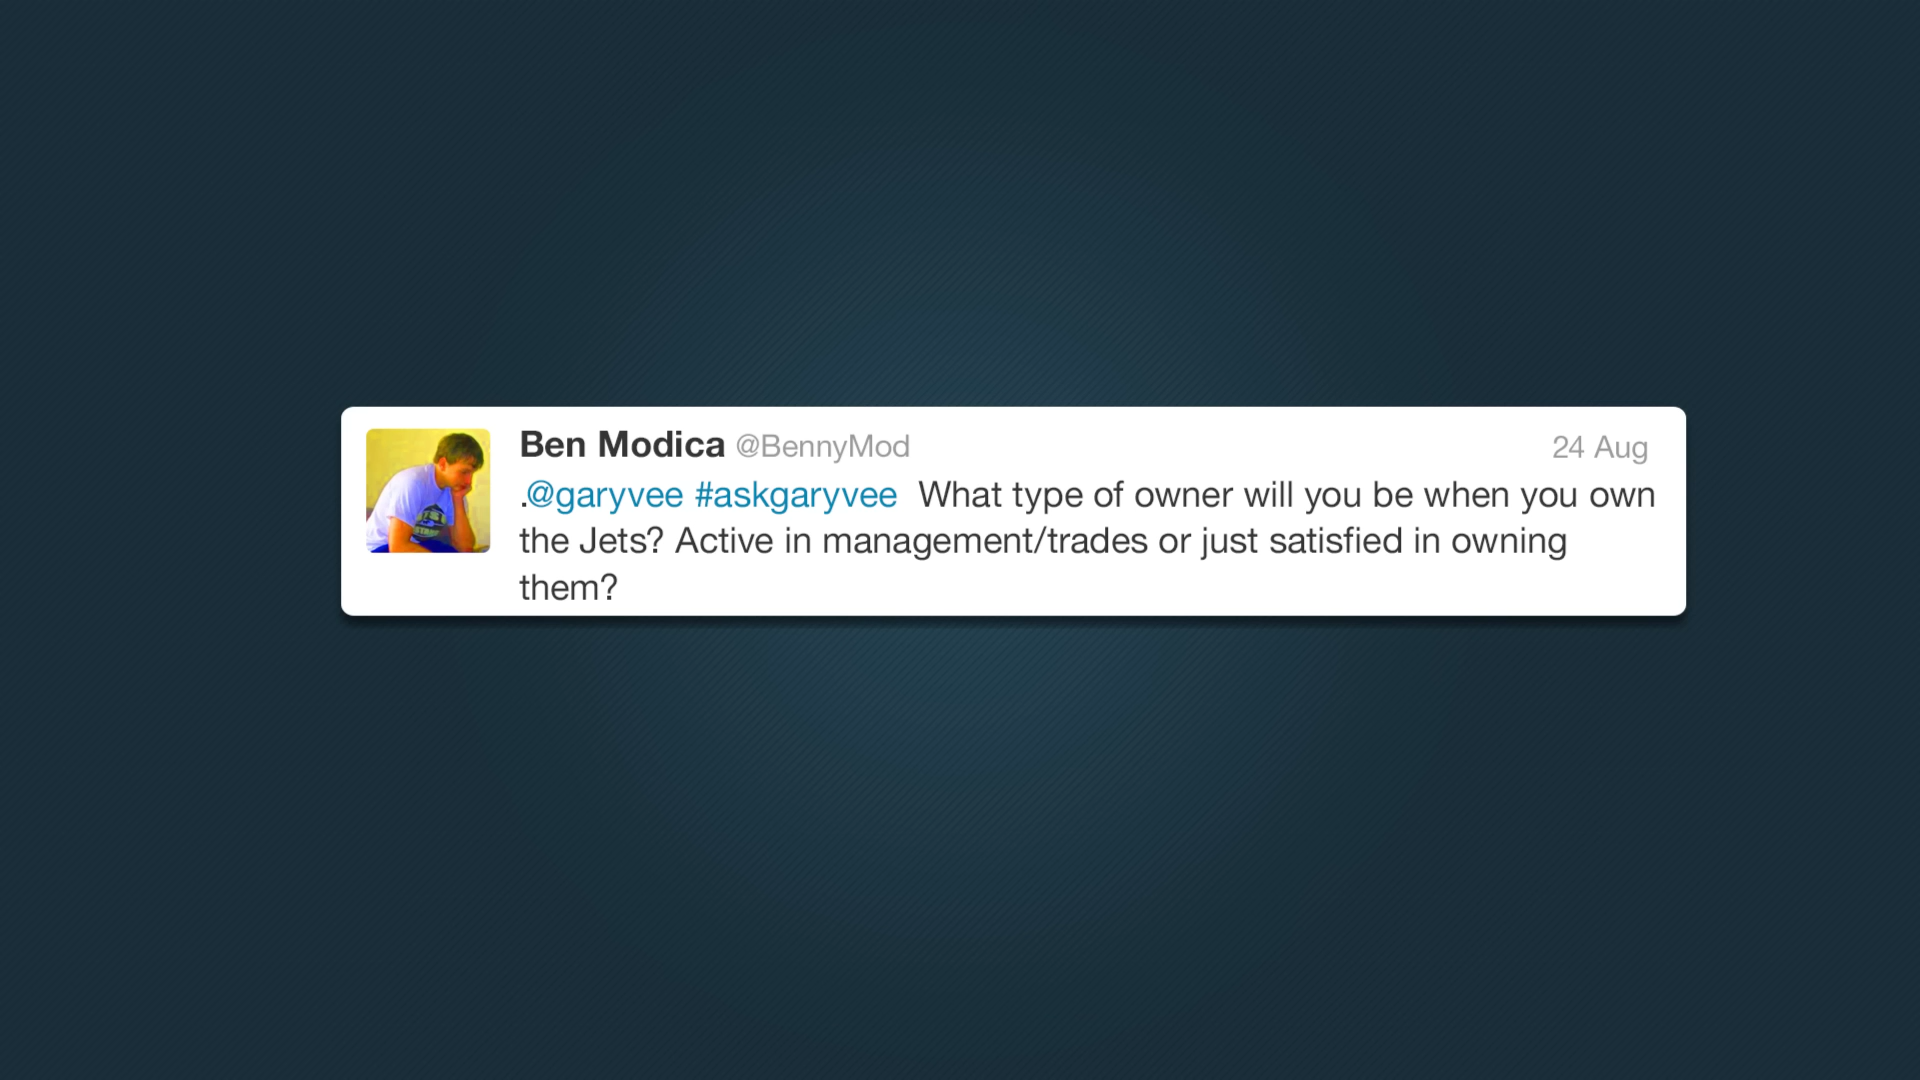 Ben Modica @BennyMod 24 Aug
.@garyvee #askgaryvee What type of owner will you be when you own
the Jets? Active in management/trades or just satisfied in owning
them?